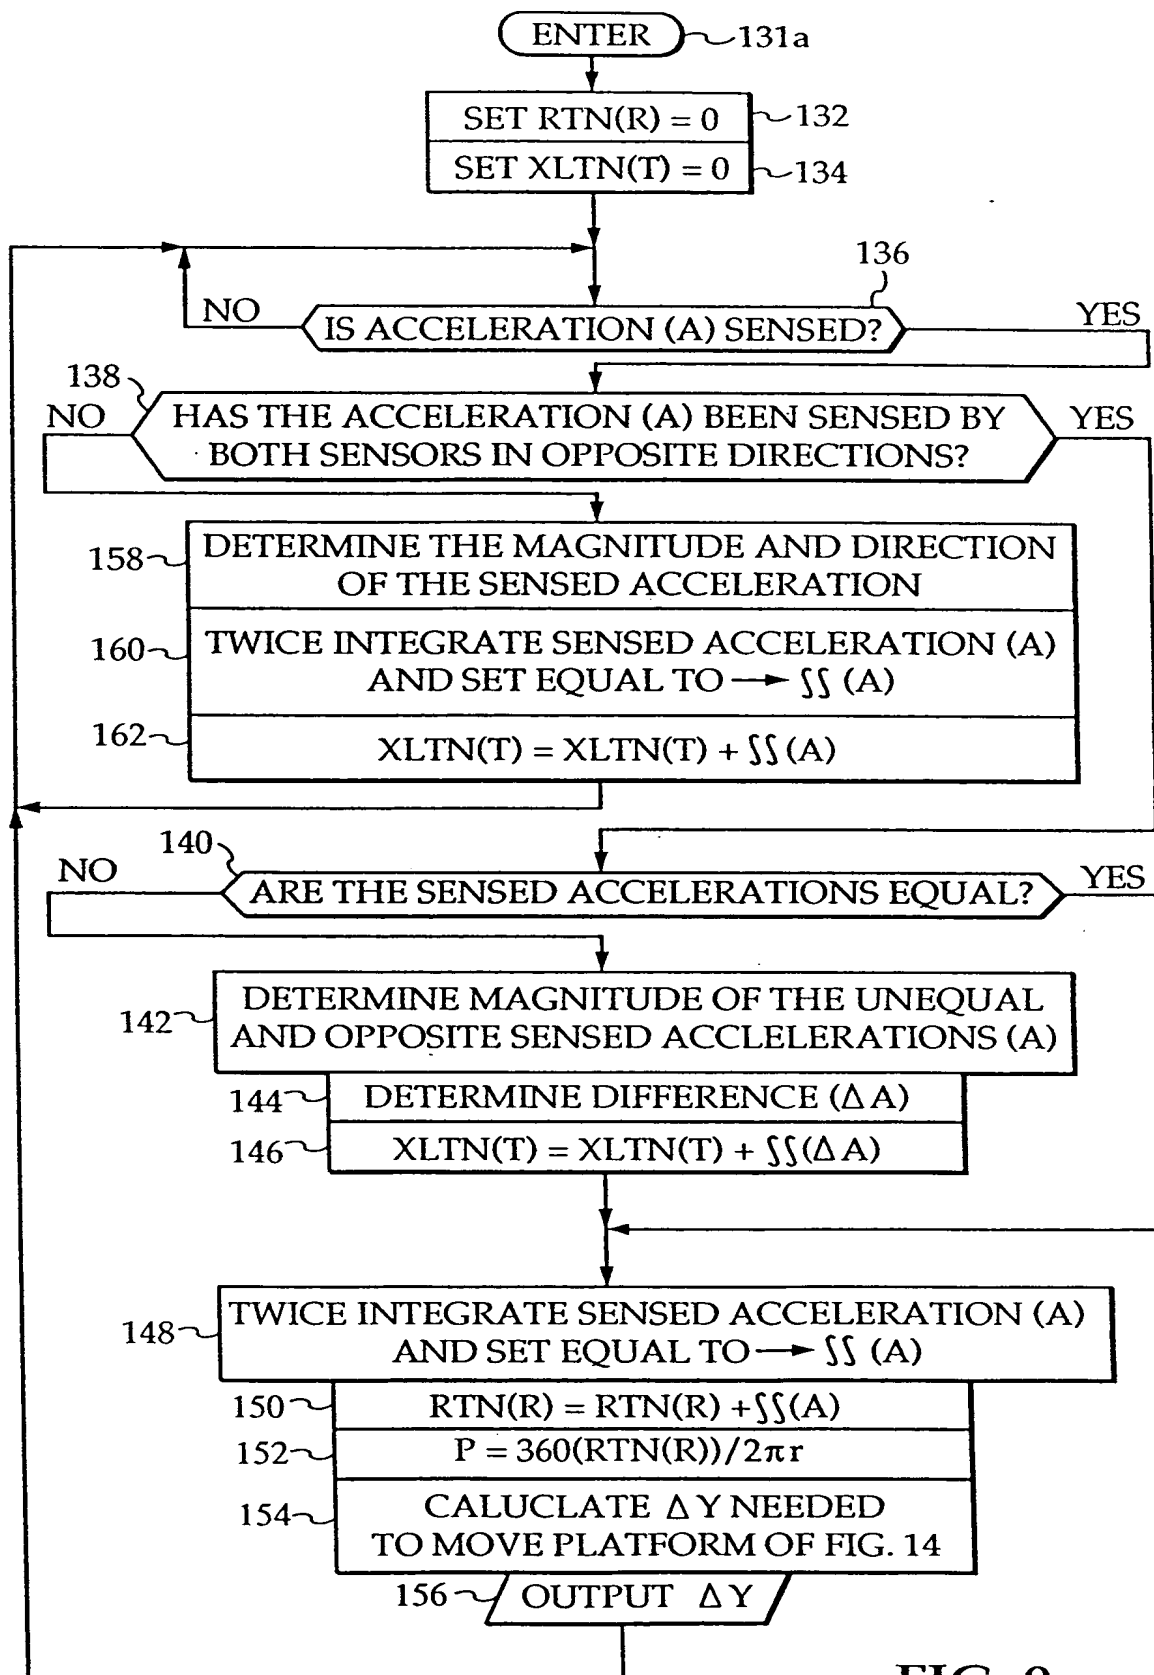 ENTER
131a
SET RTN(R) = 0
132
SET XLTN(T) = 0
134
136
NO
IS ACCELERATION (A) SENSED?
YES
138
NO
HAS THE ACCELERATION (A) BEEN SENSED BY
BOTH SENSORS IN OPPOSITE DIRECTIONS?
YES
158
DETERMINE THE MAGNITUDE AND DIRECTION
OF THE SENSED ACCELERATION
160
TWICE INTEGRATE SENSED ACCELERATION (A)
AND SET EQUAL TO → ∫∫ (A)
162
XLTN(T) = XLTN(T) + ∫∫ (A)
140
NO
ARE THE SENSED ACCELERATIONS EQUAL?
YES
142
DETERMINE MAGNITUDE OF THE UNEQUAL
AND OPPOSITE SENSED ACCLELERATIONS (A)
144
DETERMINE DIFFERENCE (Δ A)
146
XLTN(T) = XLTN(T) + ∫∫(Δ A)
148
TWICE INTEGRATE SENSED ACCELERATION (A)
AND SET EQUAL TO → ∫∫ (A)
150
RTN(R) = RTN(R) +∫∫(A)
152
P = 360(RTN(R))/2πr
154
CALUCLATE Δ Y NEEDED
TO MOVE PLATFORM OF FIG. 14
156
OUTPUT Δ Y